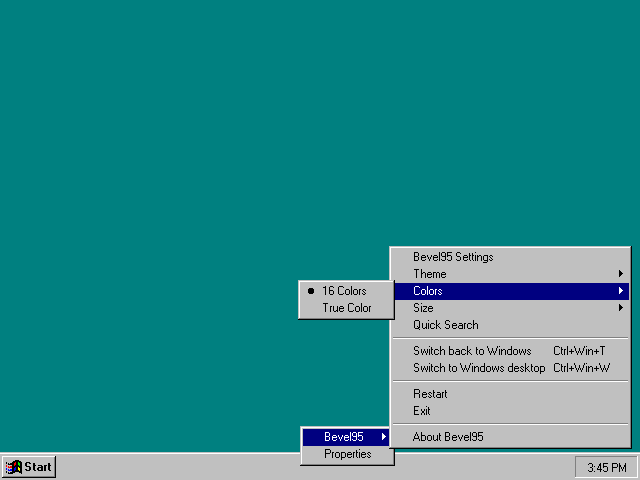 Bevel95 Settings
Theme
Colors
Size
Quick Search
Switch back to Windows Ctrl+Win+T
Switch to Windows desktop Ctrl+Win+W
Restart
Exit
About Bevel95
16 Colors
True Color
Bevel95
Properties
Start
3:45 PM